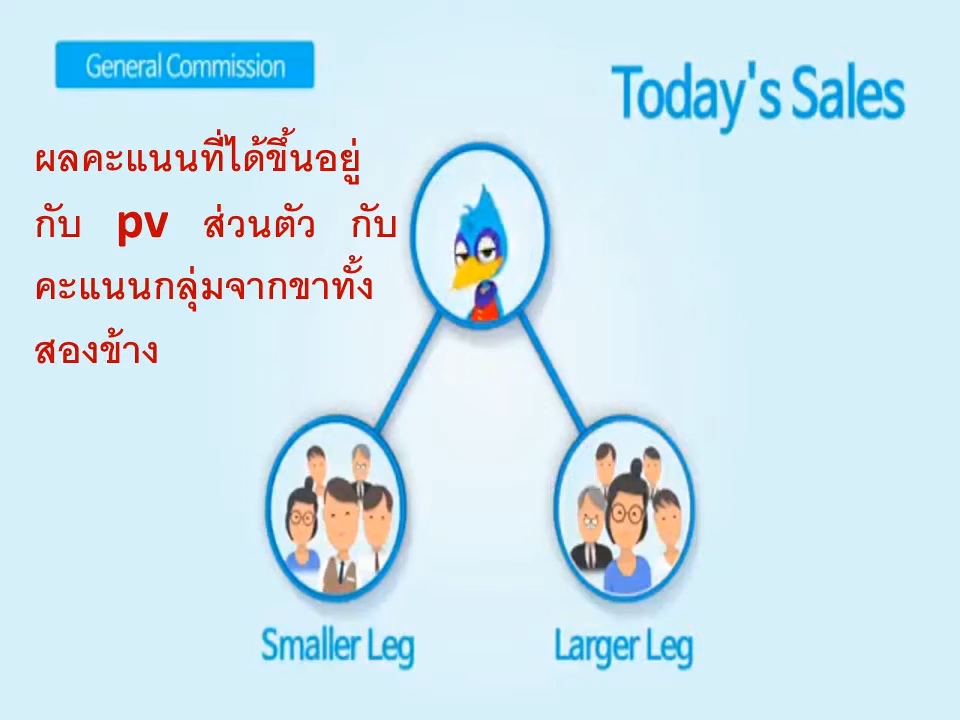 General Commission
Today's Sales
ผลคะแนนที่ได้ขึ้นอยู่
กับ pv ส่วนตัว กับ
คะแนนกลุ่มจากขาทั้ง
สองข้าง
Smaller Leg
Larger Leg